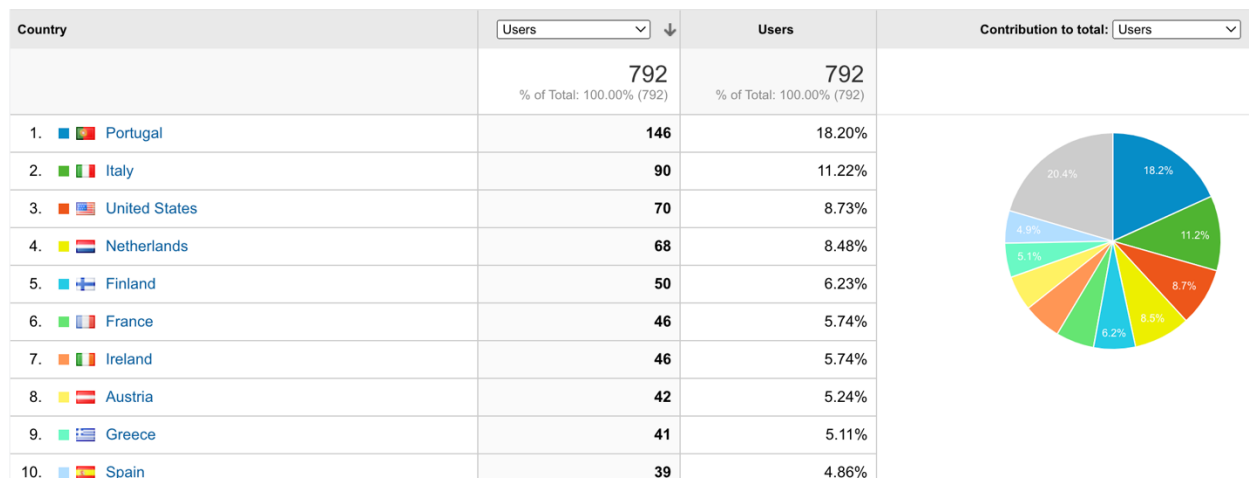 Country Users Users Contribution to total: Users
792 792
% of Total: 100.00% (792) % of Total: 100.00% (792)
1. Portugal 146 18.20%
2. Italy 90 11.22%
3. United States 70 8.73%
4. Netherlands 68 8.48%
5. Finland 50 6.23%
6. France 46 5.74%
7. Ireland 46 5.74%
8. Austria 42 5.24%
9. Greece 41 5.11%
10. Spain 39 4.86%
20.4%
18.2%
4.9%
11.2%
5.1%
8.7%
8.5%
6.2%